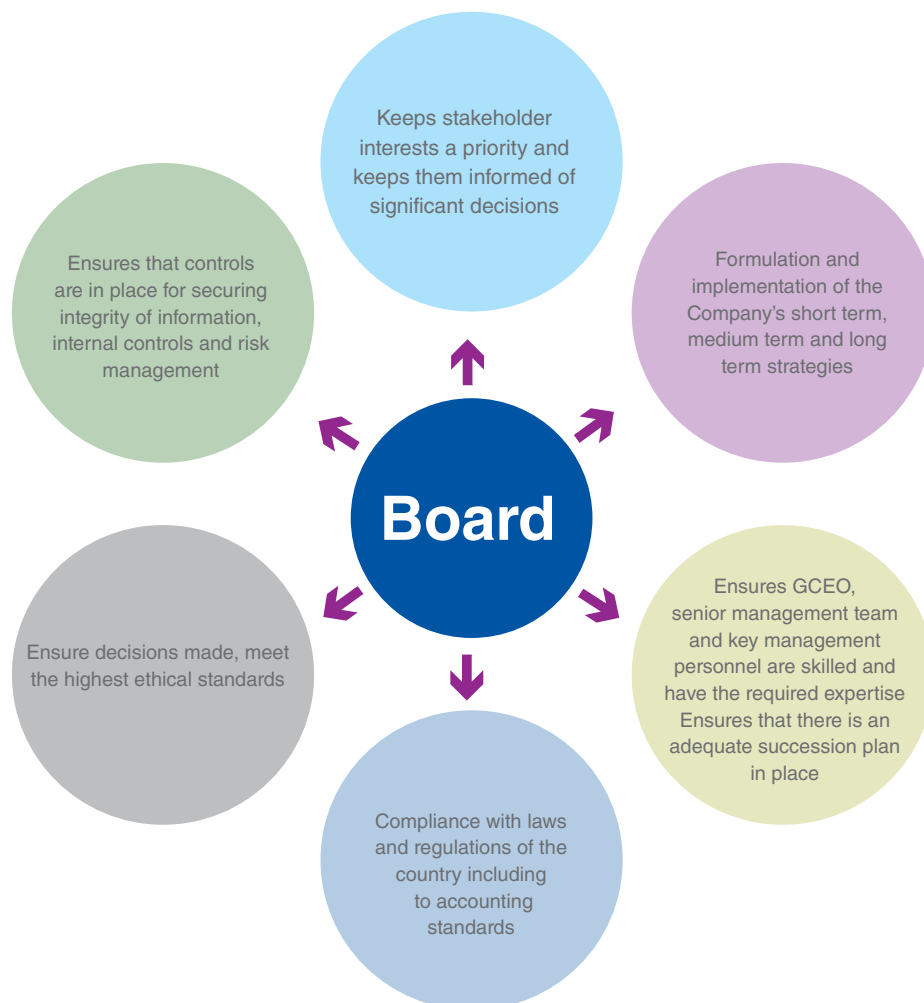 Keeps stakeholder
interests a priority and
keeps them informed of
significant decisions
Formulation and
implementation of the
Company's short term,
medium term and long
term strategies
Ensures GCEO,
senior management team
and key management
personnel are skilled and
have the required expertise
Ensures that there is an
adequate succession plan
in place
Compliance with laws
and regulations of the
country including
to accounting
standards
Ensure decisions made, meet
the highest ethical standards
Ensures that controls
are in place for securing
integrity of information,
internal controls and risk
management
Board